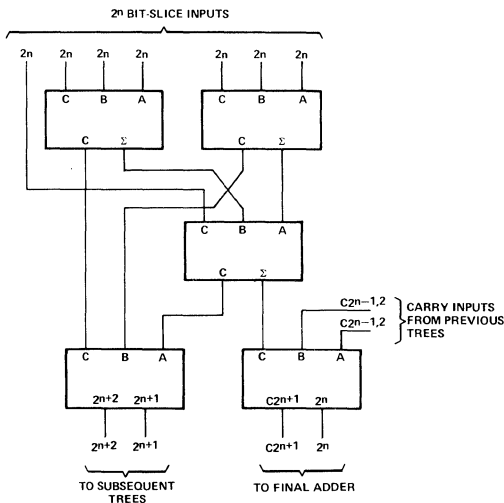 2n BIT-SLICE INPUTS
2n 2n 2n 2n 2n 2n 2n
C B A C B A
C Σ C Σ
C B A
C Σ
C2n−1,2
C2n−1,2
CARRY INPUTS
FROM PREVIOUS
TREES
C B A C B A
2n+2 2n+1 C2n+1 2n
2n+2 2n+1 C2n+1 2n
TO SUBSEQUENT
TREES
TO FINAL ADDER